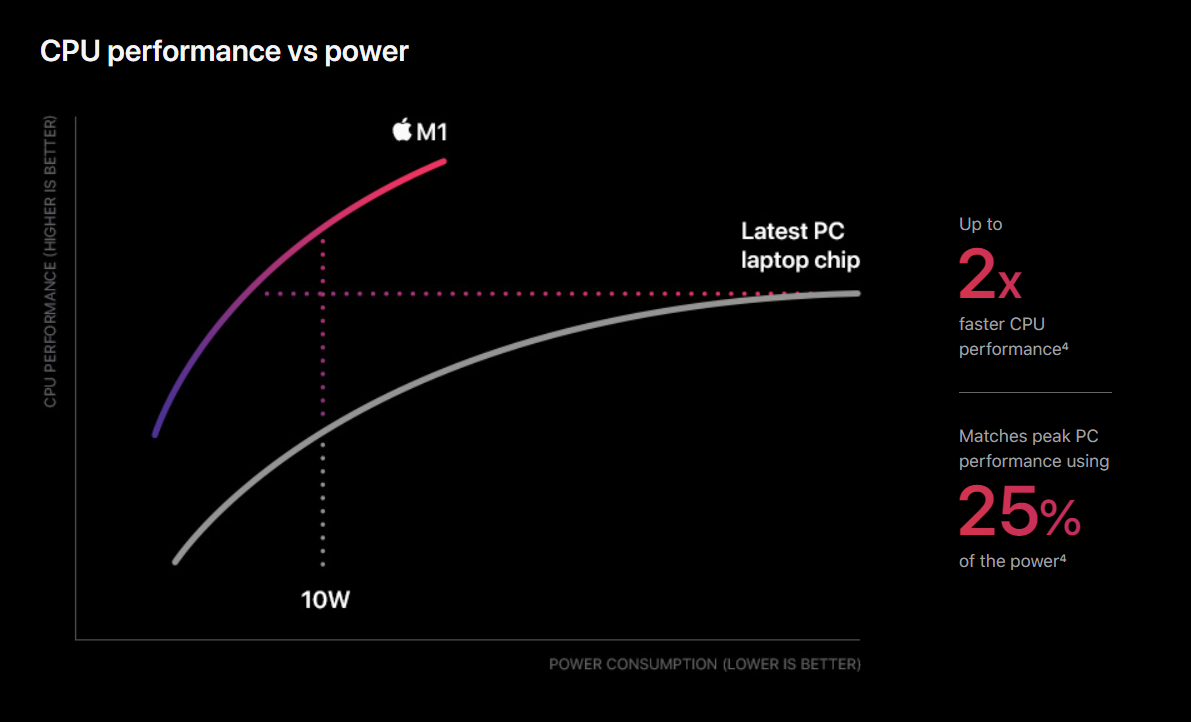 CPU performance vs power
CPU PERFORMANCE (HIGHER IS BETTER)
M1
Latest PC
laptop chip
10W
POWER CONSUMPTION (LOWER IS BETTER)
Up to
2x
faster CPU
performance⁴
Matches peak PC
performance using
25%
of the power⁴